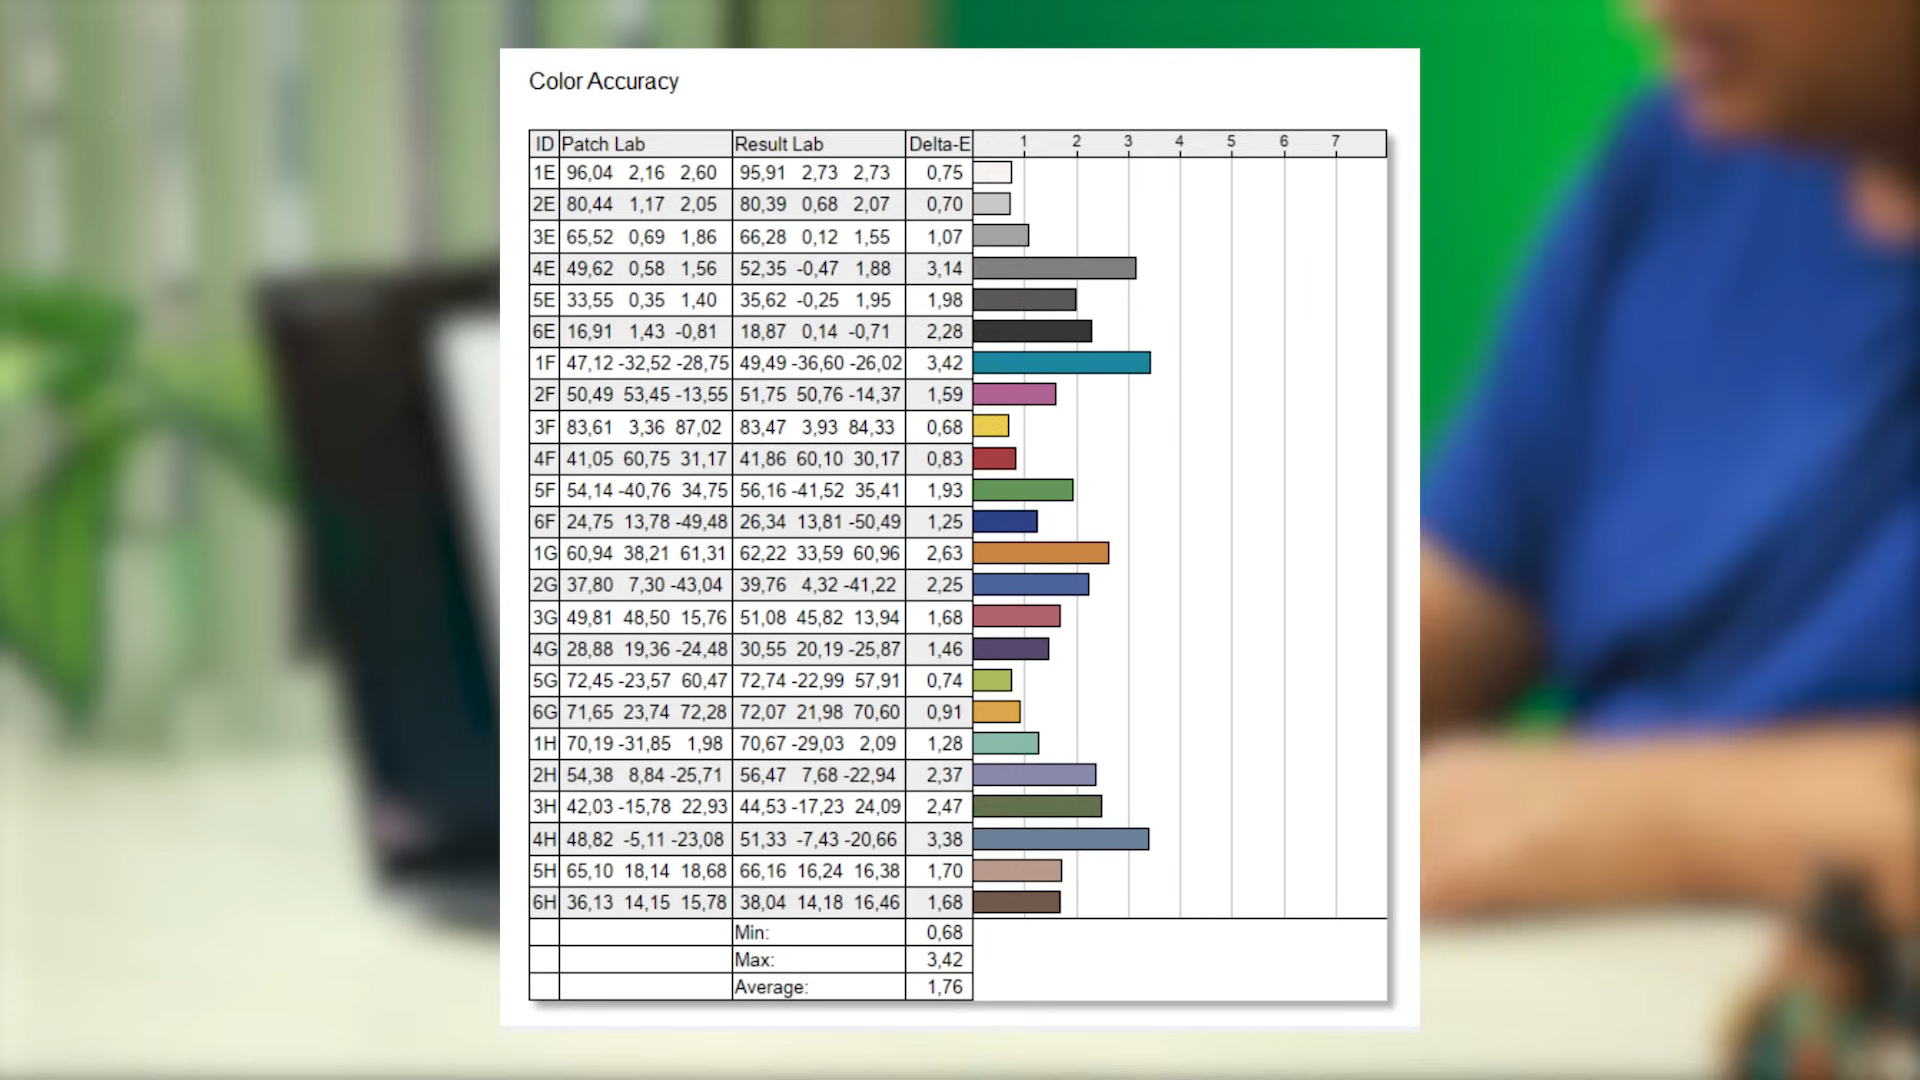 Color Accuracy
ID Patch Lab Result Lab Delta-E 1 2 3 4 5 6 7
1E 96,04 2,16 2,60 95,91 2,73 2,73 0,75
2E 80,44 1,17 2,05 80,39 0,68 2,07 0,70
3E 65,52 0,69 1,86 66,28 0,12 1,55 1,07
4E 49,62 0,58 1,56 52,35 -0,47 1,88 3,14
5E 33,55 0,35 1,40 35,62 -0,25 1,95 1,98
6E 16,91 1,43 -0,81 18,87 0,14 -0,71 2,28
1F 47,12 -32,52 -28,75 49,49 -36,60 -26,02 3,42
2F 50,49 53,45 -13,55 51,75 50,76 -14,37 1,59
3F 83,61 3,36 87,02 83,47 3,93 84,33 0,68
4F 41,05 60,75 31,17 41,86 60,10 30,17 0,83
5F 54,14 -40,76 34,75 56,16 -41,52 35,41 1,93
6F 24,75 13,78 -49,48 26,34 13,81 -50,49 1,25
1G 60,94 38,21 61,31 62,22 33,59 60,96 2,63
2G 37,80 7,30 -43,04 39,76 4,32 -41,22 2,25
3G 49,81 48,50 15,76 51,08 45,82 13,94 1,68
4G 28,88 19,36 -24,48 30,55 20,19 -25,87 1,46
5G 72,45 -23,57 60,47 72,74 -22,99 57,91 0,74
6G 71,65 23,74 72,28 72,07 21,98 70,60 0,91
1H 70,19 -31,85 1,98 70,67 -29,03 2,09 1,28
2H 54,38 8,84 -25,71 56,47 7,68 -22,94 2,37
3H 42,03 -15,78 22,93 44,53 -17,23 24,09 2,47
4H 48,82 -5,11 -23,08 51,33 -7,43 -20,66 3,38
5H 65,10 18,14 18,68 66,16 16,24 16,38 1,70
6H 36,13 14,15 15,78 38,04 14,18 16,46 1,68
Min: 0,68
Max: 3,42
Average: 1,76